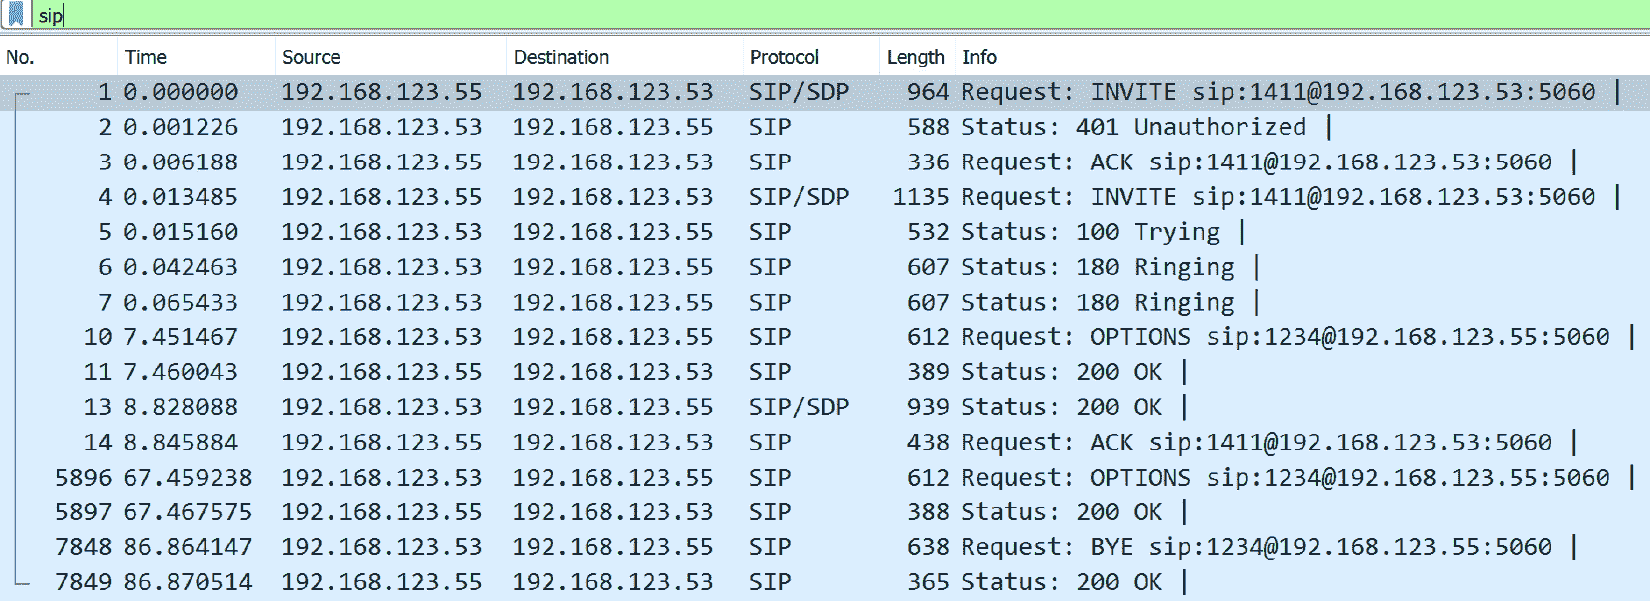 sip
No. Time Source Destination Protocol Length Info
1 0.000000 192.168.123.55 192.168.123.53 SIP/SDP 964 Request: INVITE sip:1411@192.168.123.53:5060 |
2 0.001226 192.168.123.53 192.168.123.55 SIP 588 Status: 401 Unauthorized |
3 0.006188 192.168.123.55 192.168.123.53 SIP 336 Request: ACK sip:1411@192.168.123.53:5060 |
4 0.013485 192.168.123.55 192.168.123.53 SIP/SDP 1135 Request: INVITE sip:1411@192.168.123.53:5060 |
5 0.015160 192.168.123.53 192.168.123.55 SIP 532 Status: 100 Trying |
6 0.042463 192.168.123.53 192.168.123.55 SIP 607 Status: 180 Ringing |
7 0.065433 192.168.123.53 192.168.123.55 SIP 607 Status: 180 Ringing |
10 7.451467 192.168.123.53 192.168.123.55 SIP 612 Request: OPTIONS sip:1234@192.168.123.55:5060 |
11 7.460043 192.168.123.55 192.168.123.53 SIP 389 Status: 200 OK |
13 8.828088 192.168.123.53 192.168.123.55 SIP/SDP 939 Status: 200 OK |
14 8.845884 192.168.123.55 192.168.123.53 SIP 438 Request: ACK sip:1411@192.168.123.53:5060 |
5896 67.459238 192.168.123.53 192.168.123.55 SIP 612 Request: OPTIONS sip:1234@192.168.123.55:5060 |
5897 67.467575 192.168.123.55 192.168.123.53 SIP 388 Status: 200 OK |
7848 86.864147 192.168.123.53 192.168.123.55 SIP 638 Request: BYE sip:1234@192.168.123.55:5060 |
7849 86.870514 192.168.123.55 192.168.123.53 SIP 365 Status: 200 OK |